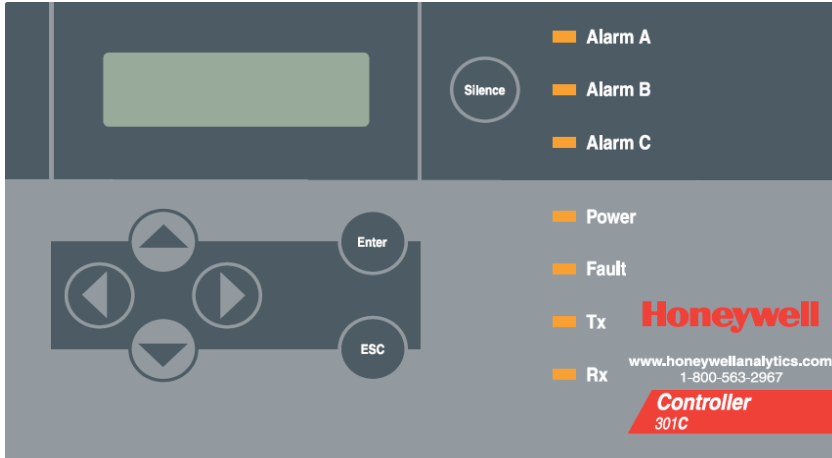 Alarm A
Silence
Alarm B
Alarm C
Power
Enter
Fault
Tx
Honeywell
ESC
www.honeywellanalytics.com
Rx
1-800-563-2967
Controller
301C